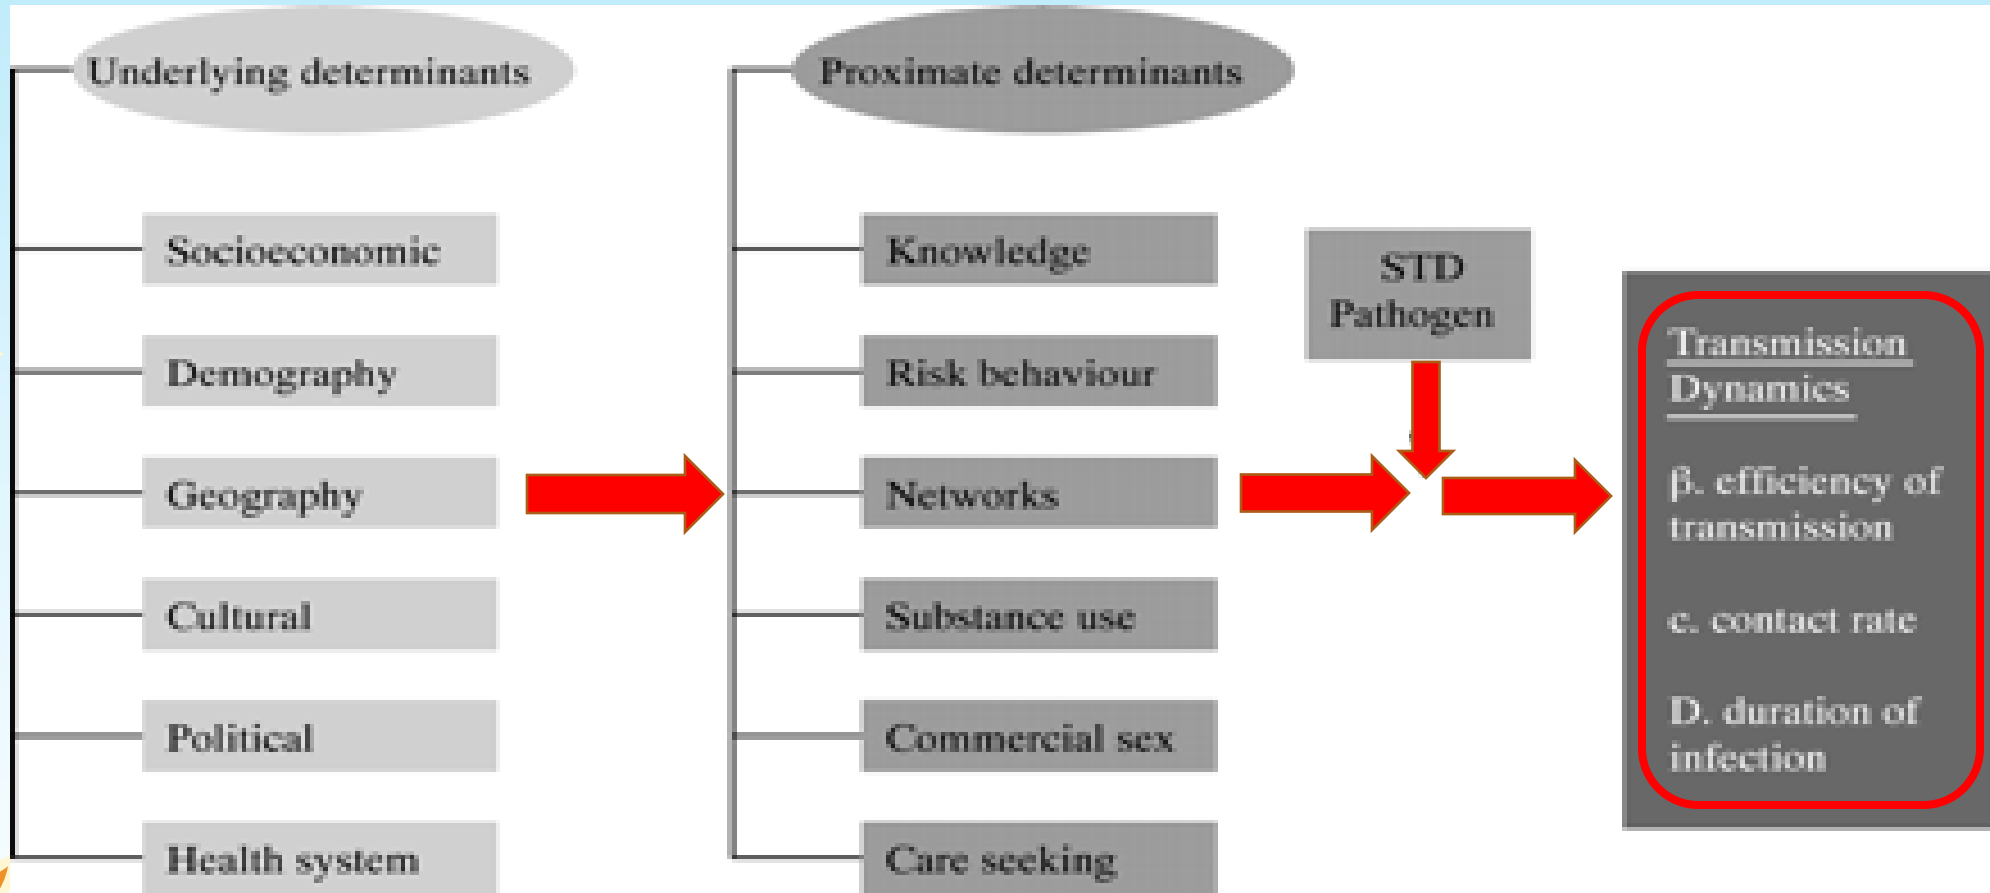 Underlying determinants
Socioeconomic
Demography
Geography
Cultural
Political
Health system
Proximate determinants
Knowledge
Risk behaviour
Networks
Substance use
Commercial sex
Care seeking
STD
Pathogen
Transmission
Dynamics
β. efficiency of
transmission
c. contact rate
D. duration of
infection